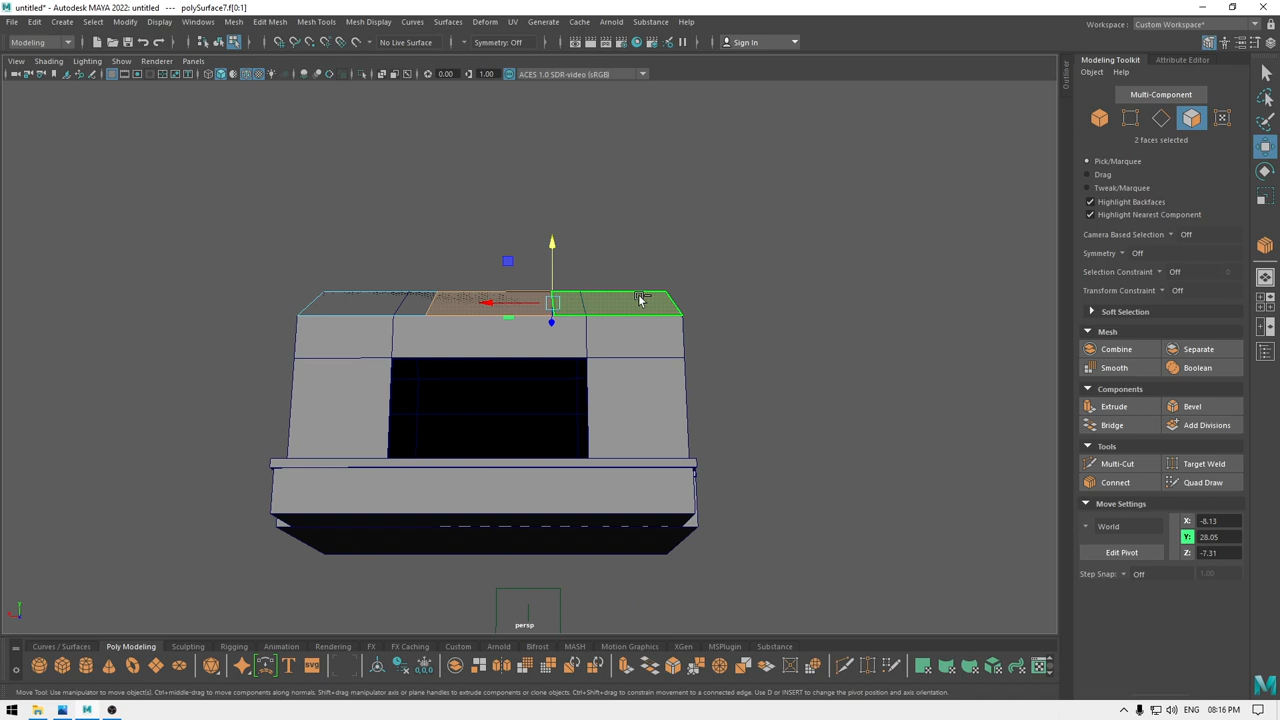 untitled* - Autodesk MAYA 2022: untitled --- polySurface7.f[0:1]
File Edit Create Select Modify Display Windows Mesh Edit Mesh Mesh Tools Mesh Display Curves Surfaces Deform UV Generate Cache Arnold Substance Help
Workspace : Custom Workspace*
Modeling No Live Surface Symmetry: Off Sign In
View Shading Lighting Show Renderer Panels
0.00 1.00 ACES 1.0 SDR-video (sRGB)
Outliner
Modeling Toolkit Attribute Editor
Object Help
Multi-Component
2 faces selected
Pick/Marquee
Drag
Tweak/Marquee
Highlight Backfaces
Highlight Nearest Component
Camera Based Selection Off
Symmetry Off
Selection Constraint Off 0
Transform Constraint Off
Soft Selection
Mesh
Combine Separate
Smooth Boolean
Components
Extrude Bevel
Bridge Add Divisions
Tools
Multi-Cut Target Weld
Connect Quad Draw
Move Settings
World X: -8.13
Y: 28.05
Edit Pivot Z: -7.31
Step Snap: Off 1.00
persp
Curves / Surfaces Poly Modeling Sculpting Rigging Animation Rendering FX FX Caching Custom Arnold Bifrost MASH Motion Graphics XGen MSPlugin Substance
Move Tool: Use manipulator to move object(s). Ctrl+middle-drag to move components along normals. Shift+drag manipulator axis or plane handles to extrude components or clone objects. Ctrl+Shift+drag to constrain movement to a connected edge. Use D or INSERT to change the pivot position and axis orientation.
ENG 08:16 PM